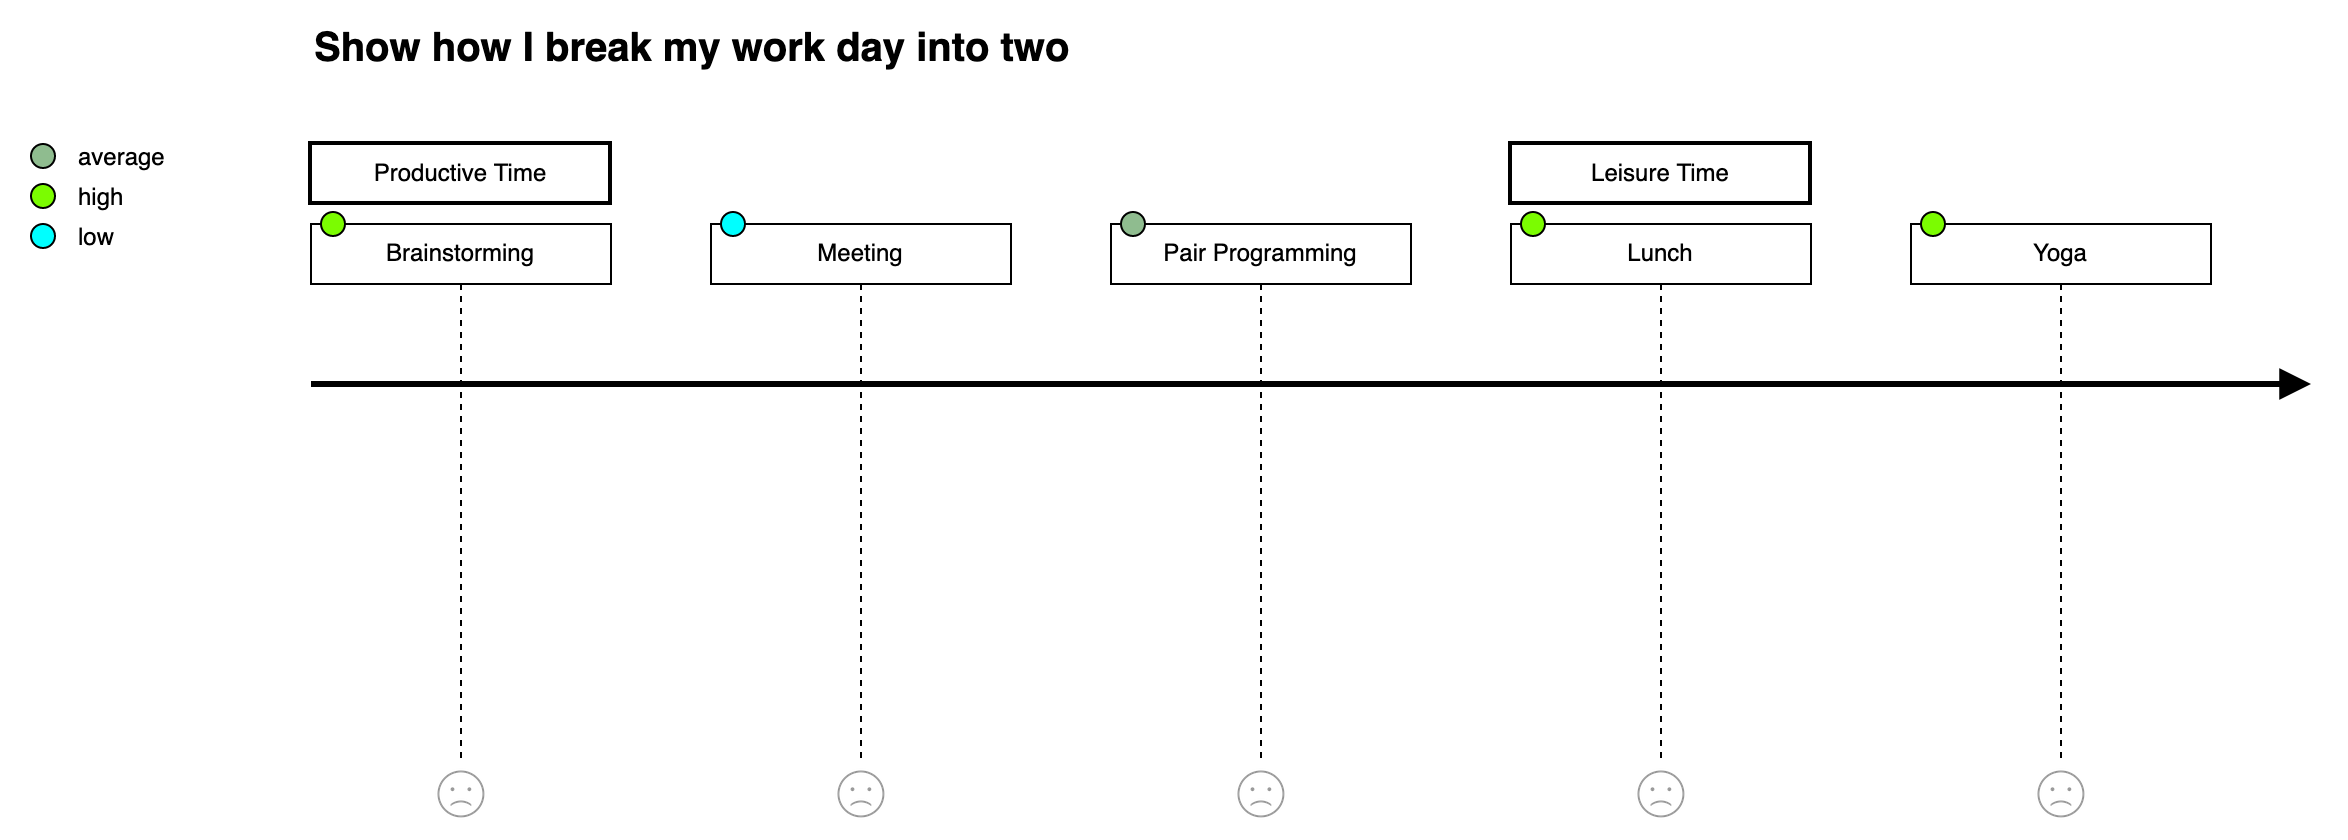 Show how I break my work day into two
average
high
low
Productive Time
Leisure Time
Brainstorming
Meeting
Pair Programming
Lunch
Yoga